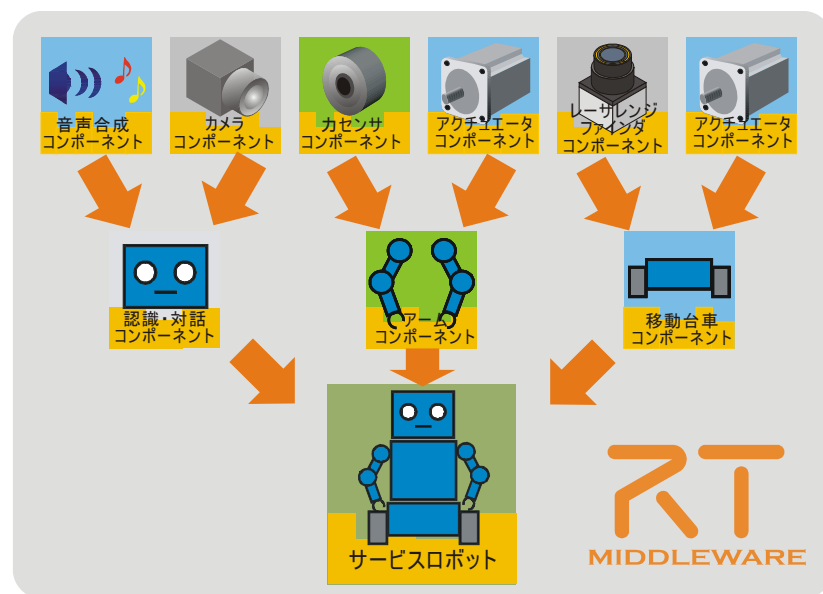 音声合成
コンポーネント
カメラ
コンポーネント
力センサ
コンポーネント
アクチュエータ
コンポーネント
レーザレンジ
ファインダ
コンポーネント
アクチュエータ
コンポーネント
認識・対話
コンポーネント
アーム
コンポーネント
移動台車
コンポーネント
サービスロボット
RT
MIDDLEWARE